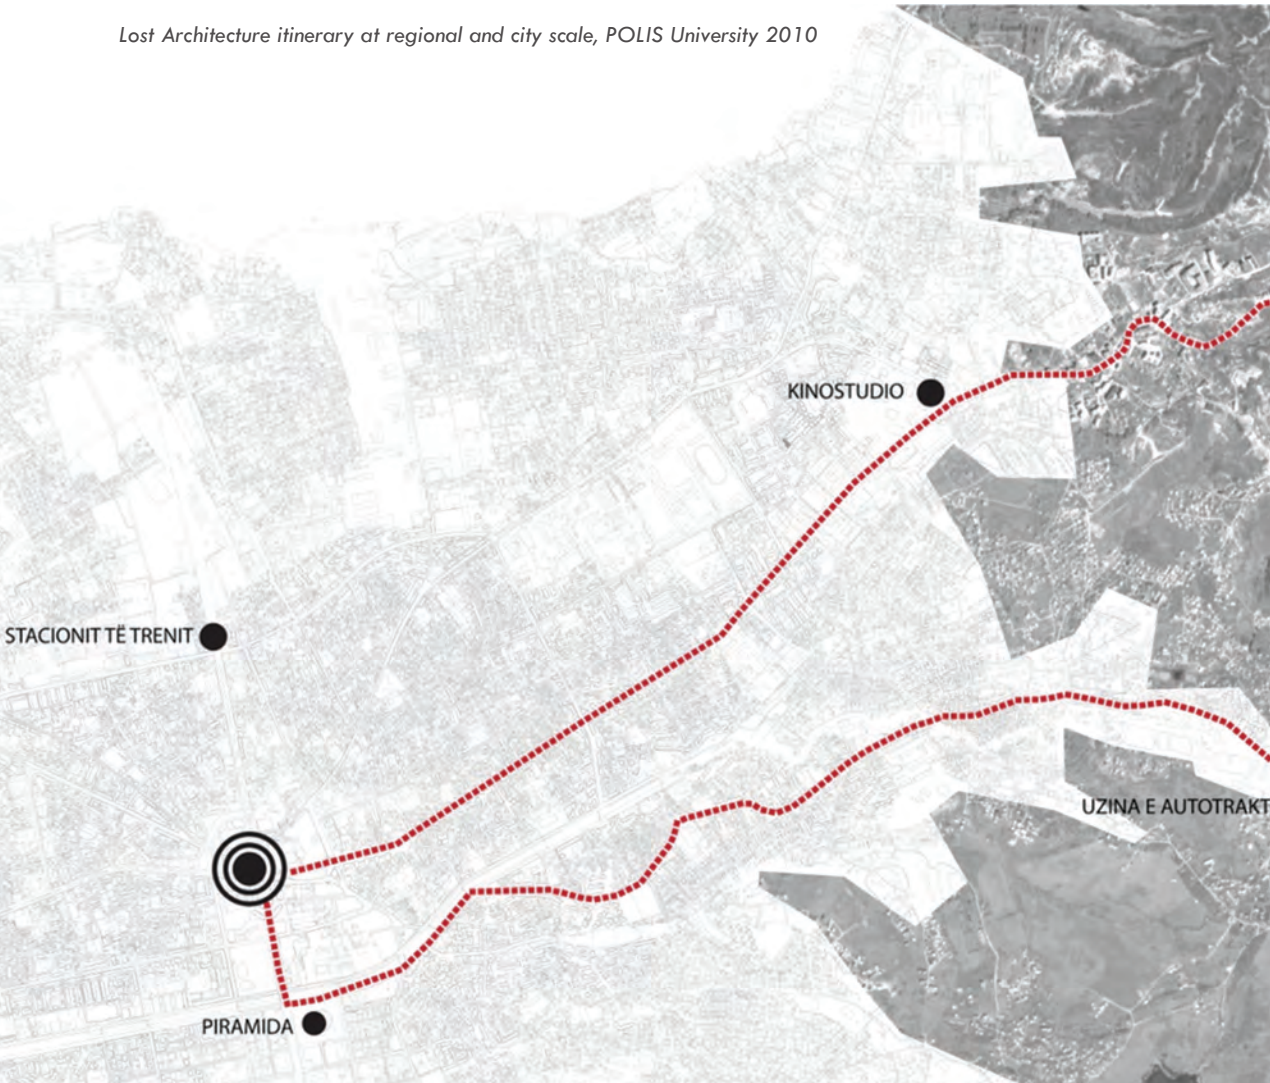 Lost Architecture itinerary at regional and city scale, POLIS University 2010
KINOSTUDIO
STACIONIT TË TRENIT
UZINA E AUTOTRAKT
PIRAMIDA